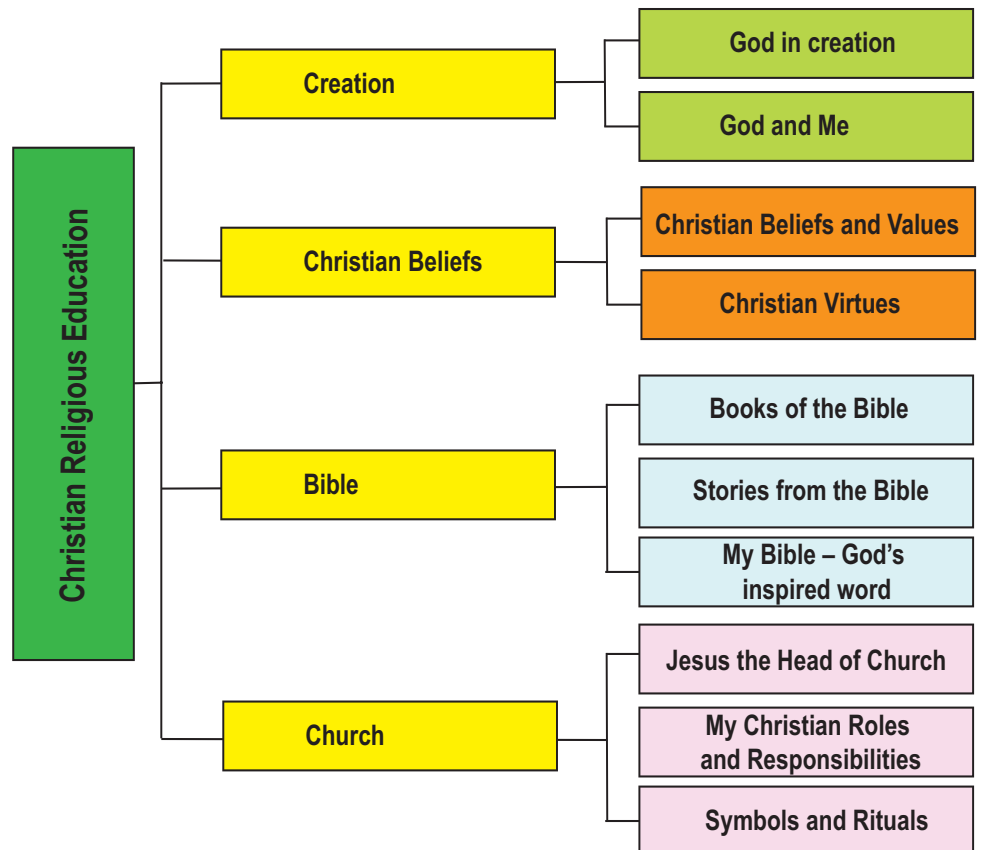 Christian Religious Education
Creation
God in creation
God and Me
Christian Beliefs
Christian Beliefs and Values
Christian Virtues
Bible
Books of the Bible
Stories from the Bible
My Bible – God's
inspired word
Church
Jesus the Head of Church
My Christian Roles
and Responsibilities
Symbols and Rituals